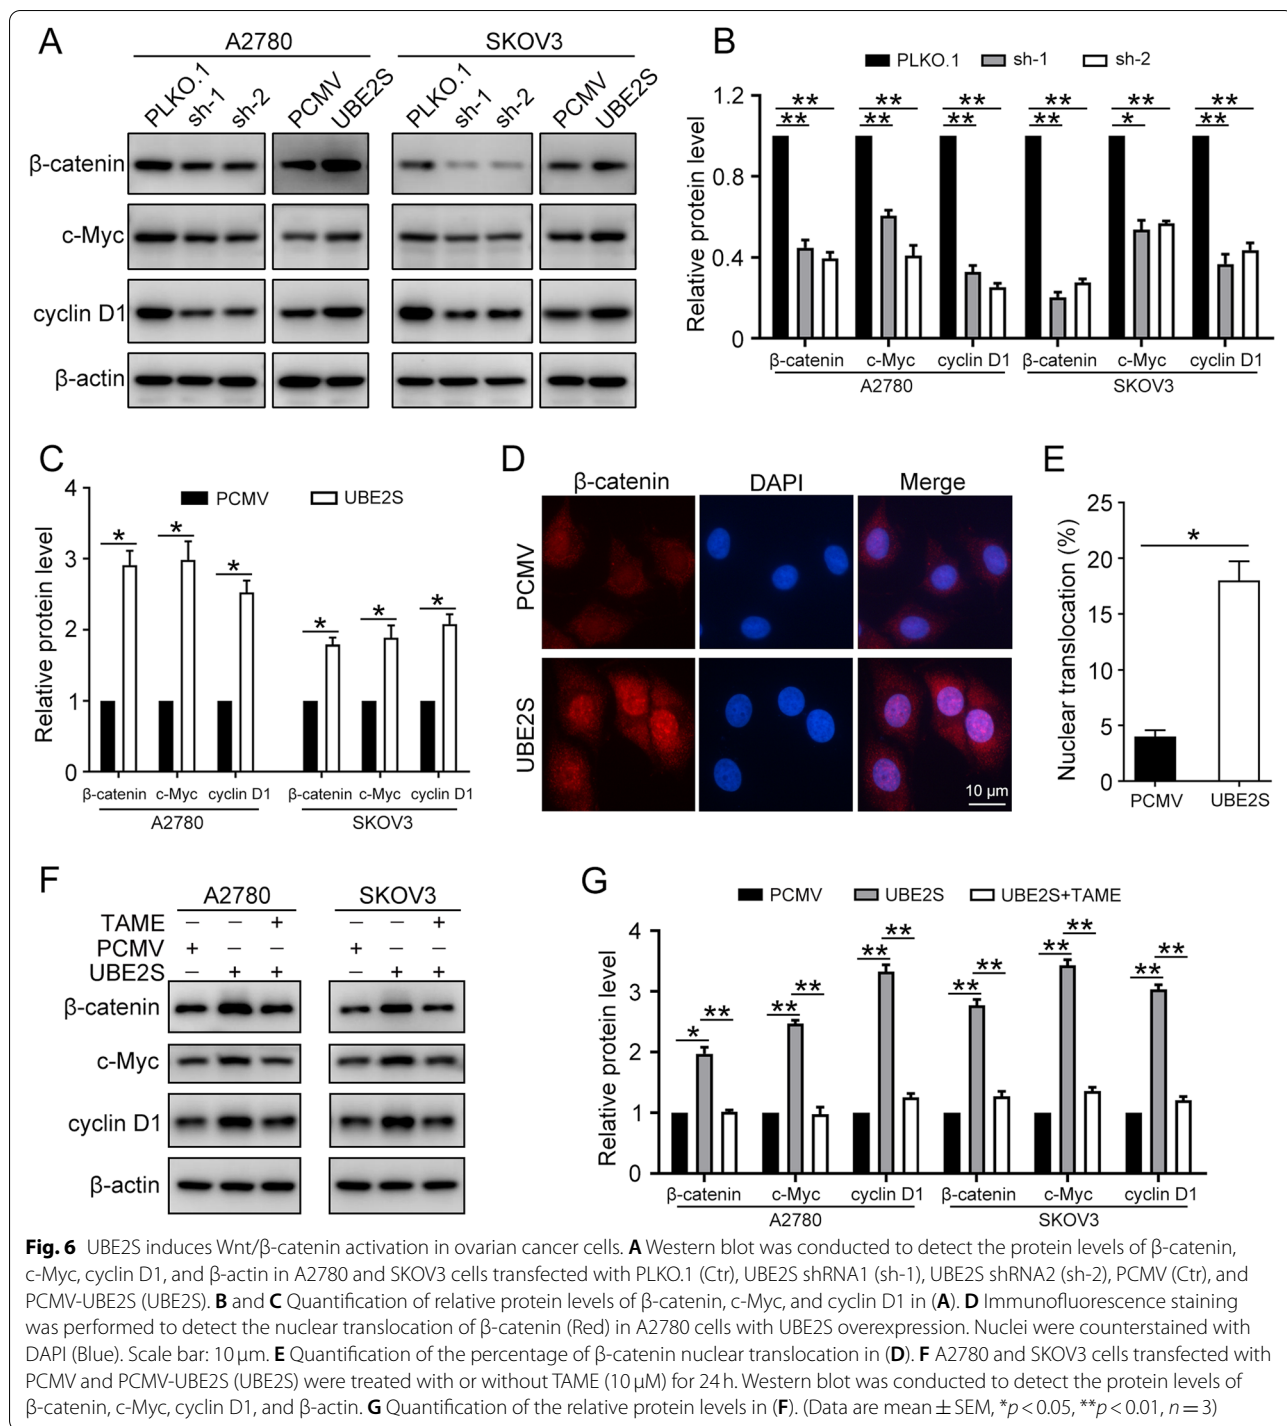 A
A2780 SKOV3
PLKO.1 sh-1 sh-2 PCMV UBE2S PLKO.1 sh-1 sh-2 PCMV UBE2S
β-catenin
c-Myc
cyclin D1
β-actin
B
PLKO.1 sh-1 sh-2
Relative protein level
1.2
0.8
0.4
0
** ** ** ** ** ** ** ** * ** ** **
β-catenin c-Myc cyclin D1 β-catenin c-Myc cyclin D1
A2780 SKOV3
C
PCMV UBE2S
Relative protein level
4
3
2
1
0
* * * * * *
β-catenin c-Myc cyclin D1 β-catenin c-Myc cyclin D1
A2780 SKOV3
D
β-catenin DAPI Merge
PCMV
UBE2S
10 μm
E
Nuclear translocation (%)
25
20
15
10
5
0
*
PCMV UBE2S
F
A2780 SKOV3
TAME – – + – – +
PCMV + – – + – –
UBE2S – + + – + +
β-catenin
c-Myc
cyclin D1
β-actin
G
PCMV UBE2S UBE2S+TAME
Relative protein level
4
3
2
1
0
* ** ** ** ** ** ** ** ** ** ** **
β-catenin c-Myc cyclin D1 β-catenin c-Myc cyclin D1
A2780 SKOV3
Fig. 6 UBE2S induces Wnt/β-catenin activation in ovarian cancer cells. A Western blot was conducted to detect the protein levels of β-catenin,
c-Myc, cyclin D1, and β-actin in A2780 and SKOV3 cells transfected with PLKO.1 (Ctr), UBE2S shRNA1 (sh-1), UBE2S shRNA2 (sh-2), PCMV (Ctr), and
PCMV-UBE2S (UBE2S). B and C Quantification of relative protein levels of β-catenin, c-Myc, and cyclin D1 in (A). D Immunofluorescence staining
was performed to detect the nuclear translocation of β-catenin (Red) in A2780 cells with UBE2S overexpression. Nuclei were counterstained with
DAPI (Blue). Scale bar: 10 μm. E Quantification of the percentage of β-catenin nuclear translocation in (D). F A2780 and SKOV3 cells transfected with
PCMV and PCMV-UBE2S (UBE2S) were treated with or without TAME (10 μM) for 24 h. Western blot was conducted to detect the protein levels of
β-catenin, c-Myc, cyclin D1, and β-actin. G Quantification of the relative protein levels in (F). (Data are mean ± SEM, *p < 0.05, **p < 0.01, n = 3)